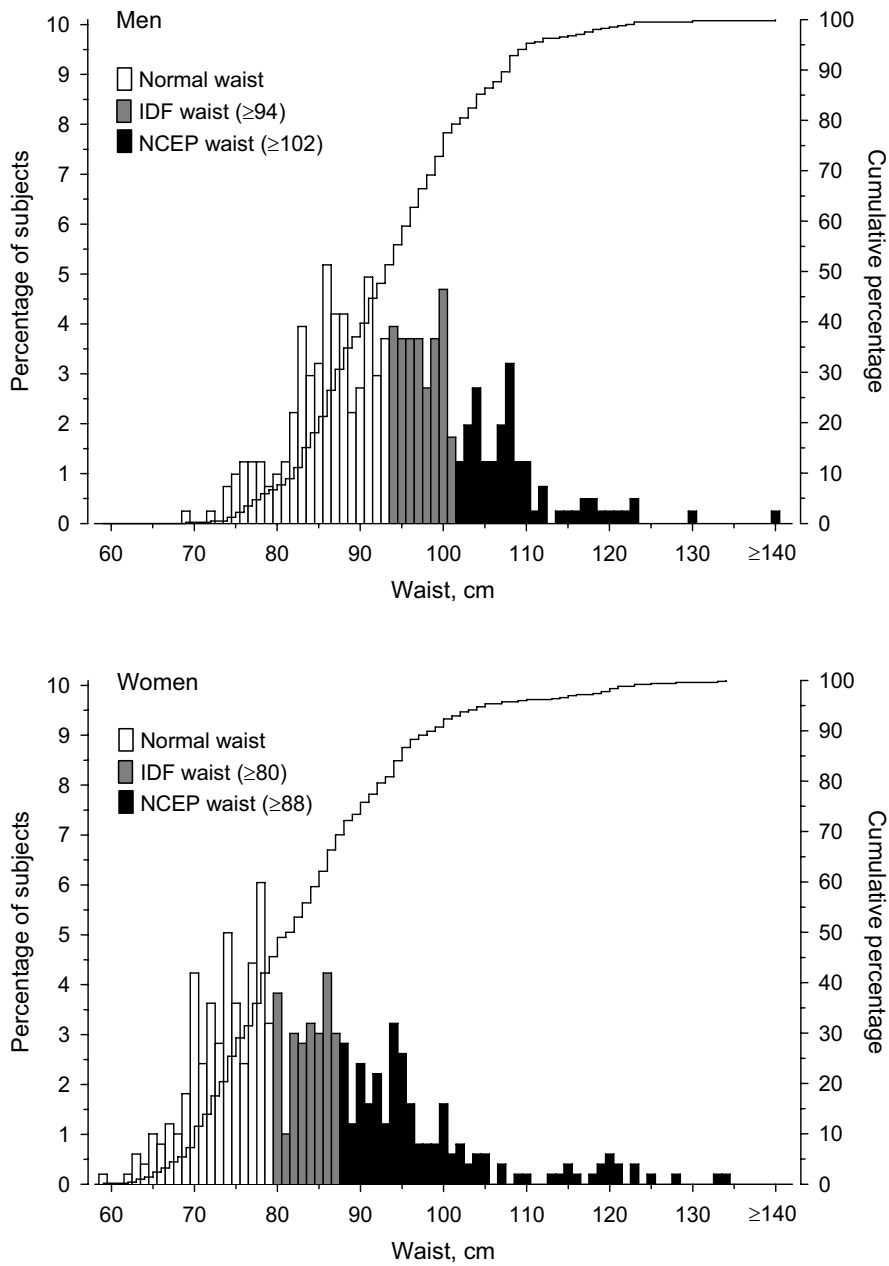 Men
Normal waist
IDF waist (≥94)
NCEP waist (≥102)
Percentage of subjects
10
9
8
7
6
5
4
3
2
1
0
100
90
80
70
60
50
40
30
20
10
0
Cumulative percentage
60 70 80 90 100 110 120 130 ≥140
Waist, cm
Women
Normal waist
IDF waist (≥80)
NCEP waist (≥88)
Percentage of subjects
10
9
8
7
6
5
4
3
2
1
0
100
90
80
70
60
50
40
30
20
10
0
Cumulative percentage
60 70 80 90 100 110 120 130 ≥140
Waist, cm